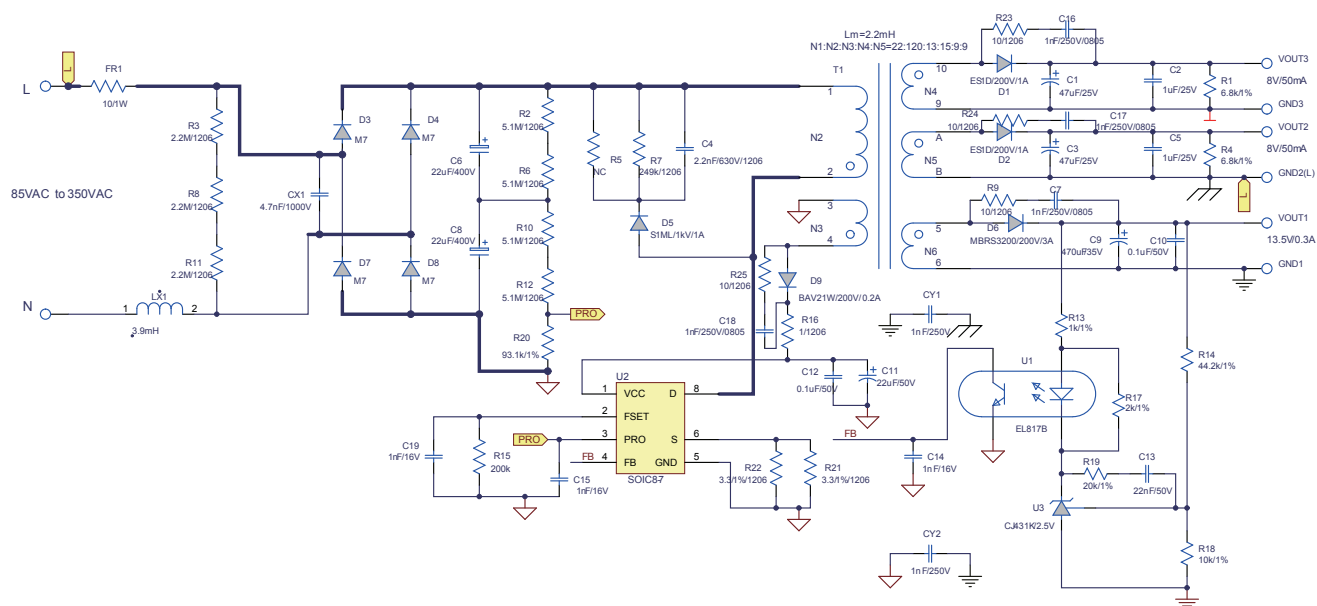 Lm=2.2mH
N1:N2:N3:N4:N5=22:120:13:15:9:9
T1
L
L
FR1
10/1W
R3
2.2M/1206
R8
2.2M/1206
R11
2.2M/1206
85VAC to 350VAC
N
1
LX1
2
3.9mH
CX1
4.7nF/1000V
D3
M7
D4
M7
D7
M7
D8
M7
C6
22uF/400V
C8
22uF/400V
R2
5.1M/1206
R6
5.1M/1206
R10
5.1M/1206
R12
5.1M/1206
PRO
R20
93.1k/1%
R5
NC
R7
249k/1206
C4
2.2nF/630V/1206
D5
S1ML/1kV/1A
1
N2
2
3
N3
4
10
N4
9
A
N5
B
5
N6
6
R23
10/1206
C16
1nF/250V/0805
ES1D/200V/1A
D1
C1
47uF/25V
C2
1uF/25V
R1
6.8k/1%
VOUT3
8V/50mA
GND3
R24
10/1206
C17
1nF/250V/0805
ES1D/200V/1A
D2
C3
47uF/25V
C5
1uF/25V
R4
6.8k/1%
VOUT2
8V/50mA
GND2(L)
L
R9
10/1206
C7
1nF/250V/0805
D6
MBRS3200/200V/3A
C9
470uF35V
C10
0.1uF/50V
VOUT1
13.5V/0.3A
GND1
R25
10/1206
D9
BAV21W/200V/0.2A
C18
1nF/250V/0805
R16
1/1206
C12
0.1uF/50V
C11
22uF/50V
CY1
1nF/250V
R13
1k/1%
U1
EL817B
R17
2k/1%
R14
44.2k/1%
U2
1
VCC
D
8
2
FSET
3
PRO
S
6
4
FB
GND
5
SOIC8-7
PRO
FB
C19
1nF/16V
R15
200k
C15
1nF/16V
R22
3.3/1%/1206
R21
3.3/1%/1206
FB
C14
1nF/16V
R19
20k/1%
C13
22nF/50V
U3
CJ431K/2.5V
R18
10k/1%
CY2
1nF/250V